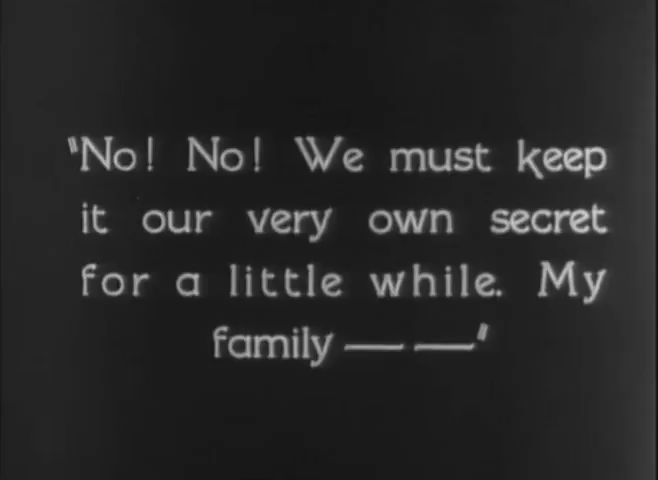 "No! No! We must keep
it our very own secret
for a little while. My
family — —"